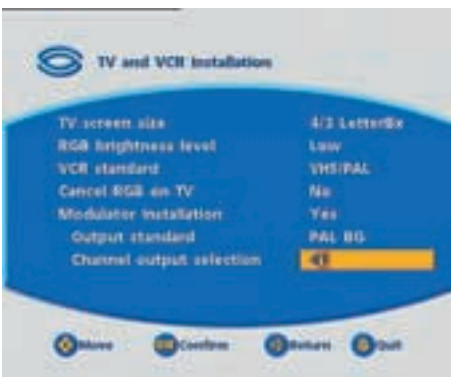 TV and VCR Installation
TV screen size 4/3 LetterBx
RGB brightness level Low
VCR standard VHS/PAL
Cancel RGB on TV No
Modulator installation Yes
Output standard PAL BG
Channel output selection
Move Confirm Return Quit